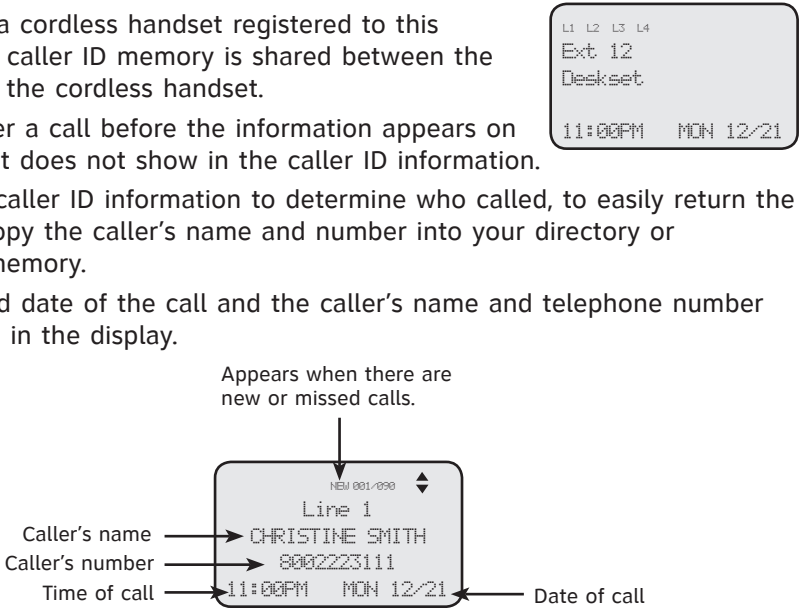 a cordless handset registered to this
caller ID memory is shared between the
the cordless handset.
er a call before the information appears on
t does not show in the caller ID information.
caller ID information to determine who called, to easily return the
opy the caller's name and number into your directory or
memory.
d date of the call and the caller's name and telephone number
in the display.
L1 L2 L3 L4
Ext 12
Deskset
11:00PM MON 12/21
Appears when there are
new or missed calls.
NEW 001/090
Line 1
Caller's name CHRISTINE SMITH
Caller's number 8002223111
Time of call 11:00PM MON 12/21 Date of call